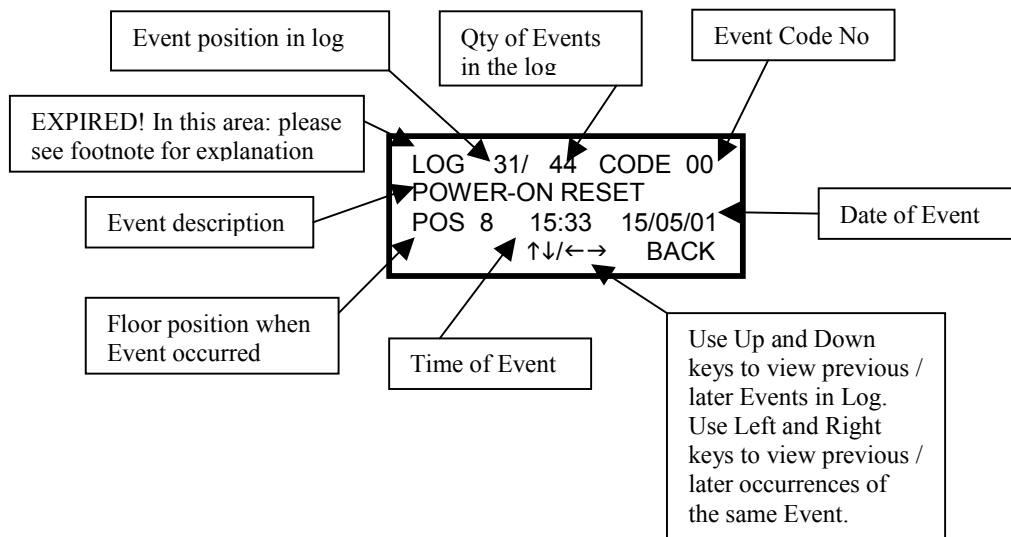 Event position in log
Qty of Events
in the log
Event Code No
EXPIRED! In this area: please
see footnote for explanation
LOG 31/ 44 CODE 00
POWER-ON RESET
POS 8 15:33 15/05/01
↑↓/←→ BACK
Event description
Date of Event
Floor position when
Event occurred
Time of Event
Use Up and Down
keys to view previous /
later Events in Log.
Use Left and Right
keys to view previous /
later occurrences of
the same Event.